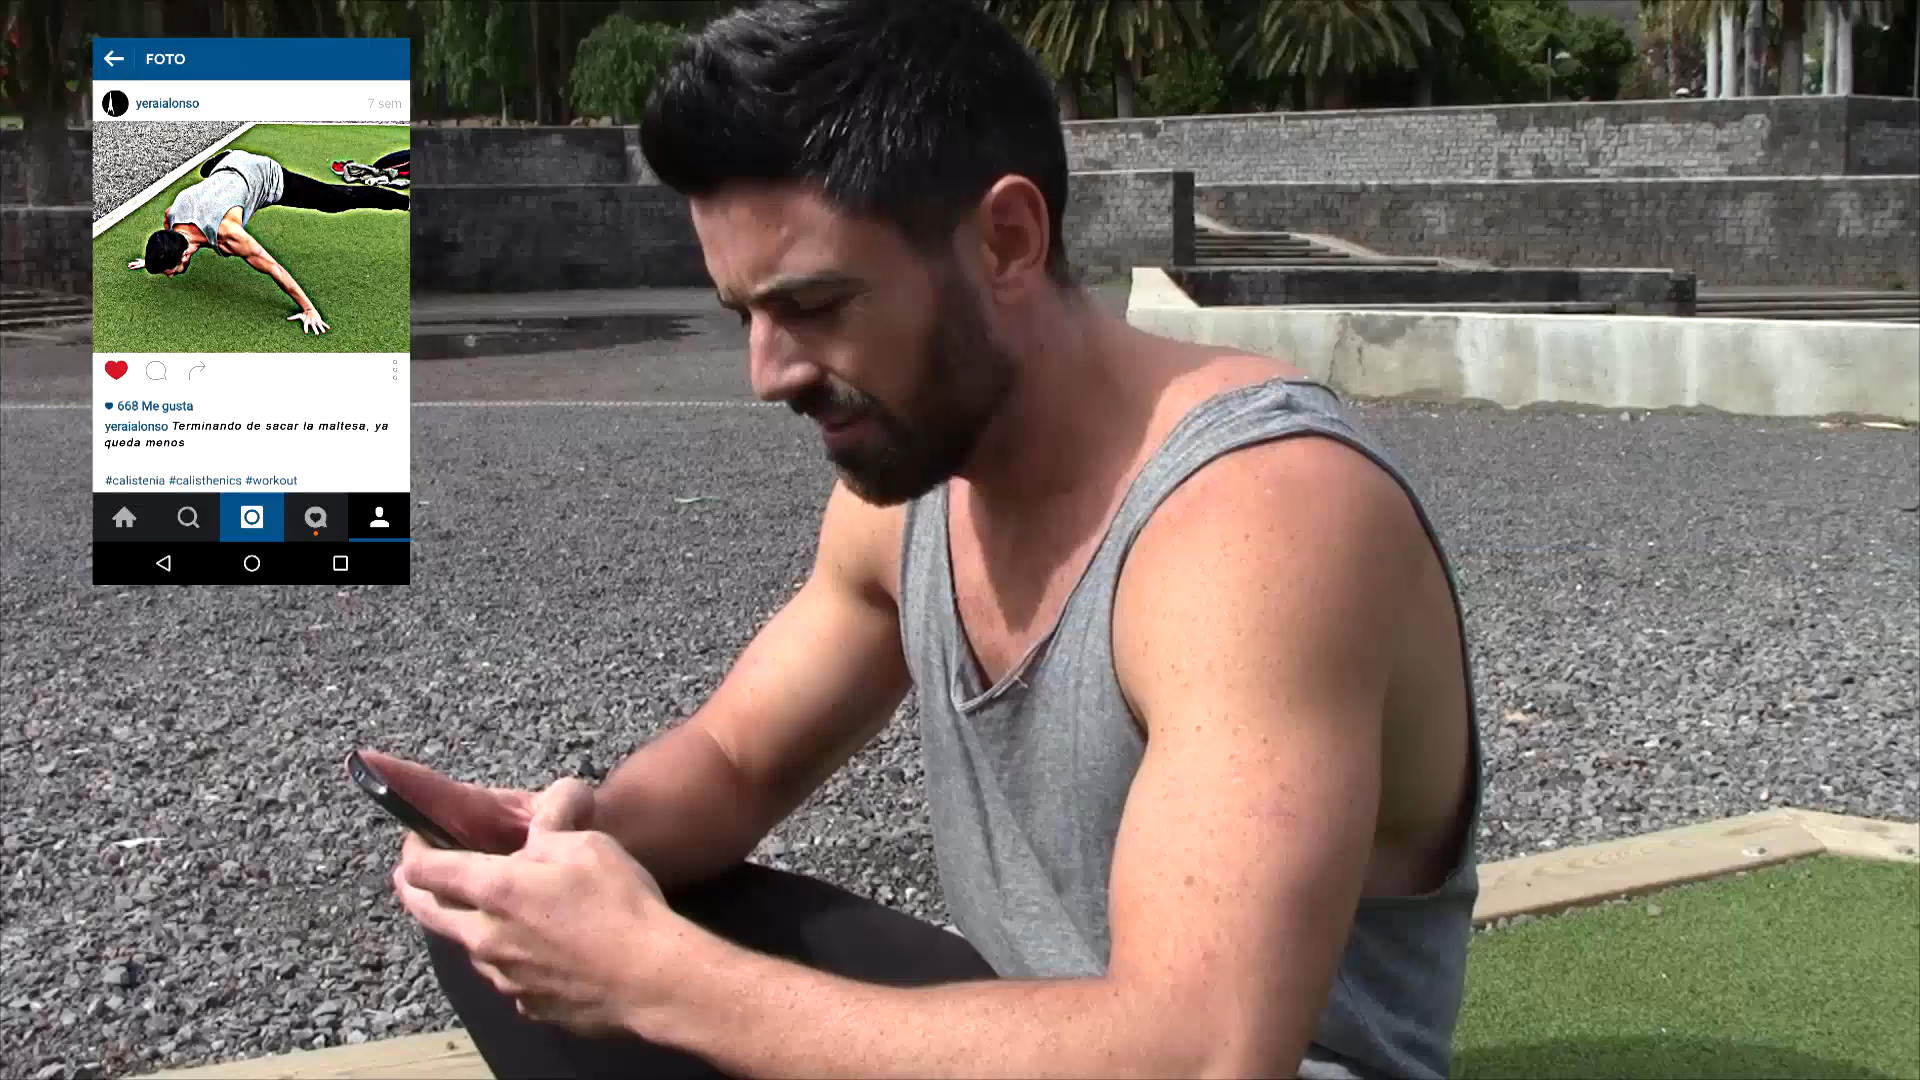 FOTO
yeraialonso 7 sem
668 Me gusta
yeraialonso Terminando de sacar la maltesa, ya
queda menos
#calistenia #calisthenics #workout